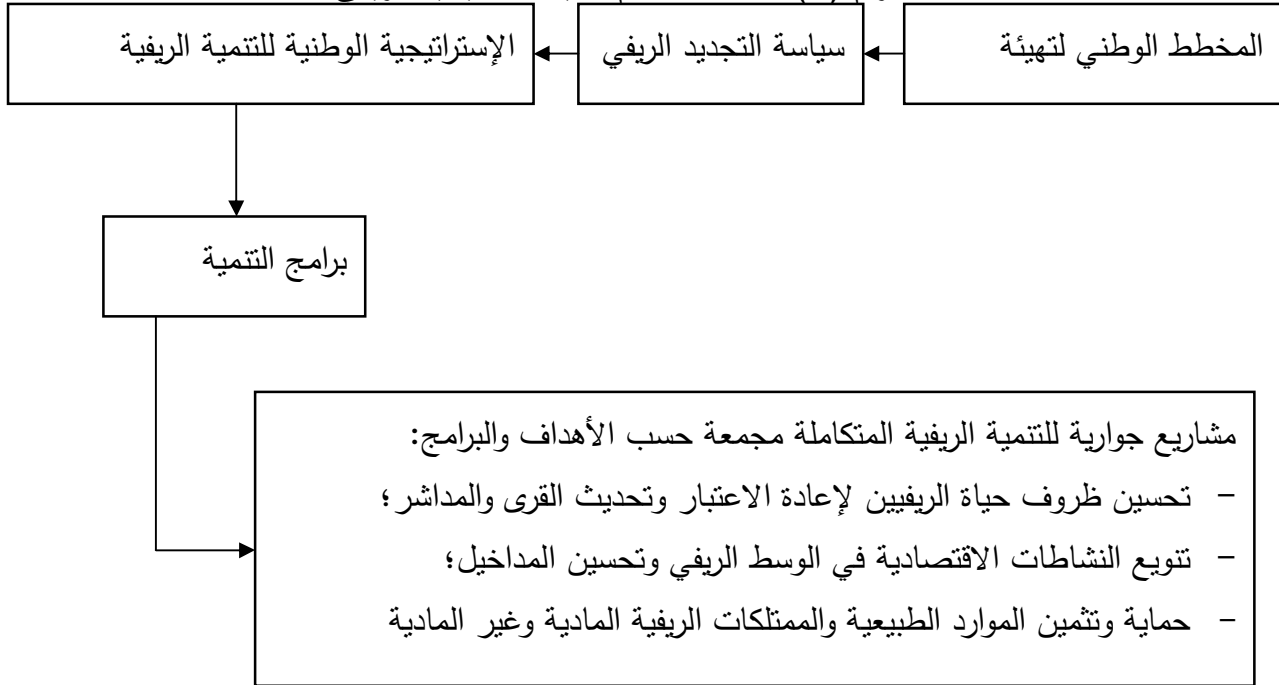 المخطط الوطني لتهيئة
سياسة التجديد الريفي
الإستراتيجية الوطنية للتنمية الريفية
برامج التنمية
مشاريع جوارية للتنمية الريفية المتكاملة مجمعة حسب الأهداف والبرامج:
- تحسين ظروف حياة الريفيين لإعادة الاعتبار وتحديث القرى والمداشر؛
- تنويع النشاطات الاقتصادية في الوسط الريفي وتحسين المداخيل؛
- حماية وتثمين الموارد الطبيعية والممتلكات الريفية المادية وغير المادية